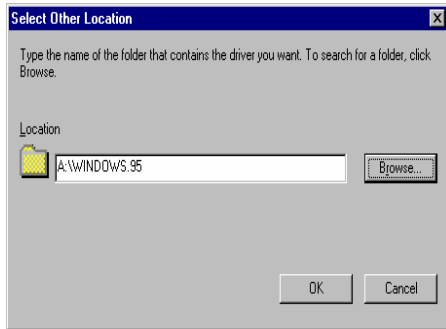 Select Other Location
Type the name of the folder that contains the driver you want. To search for a folder, click
Browse.
Location
A:\WINDOWS.95
Browse...
OK
Cancel